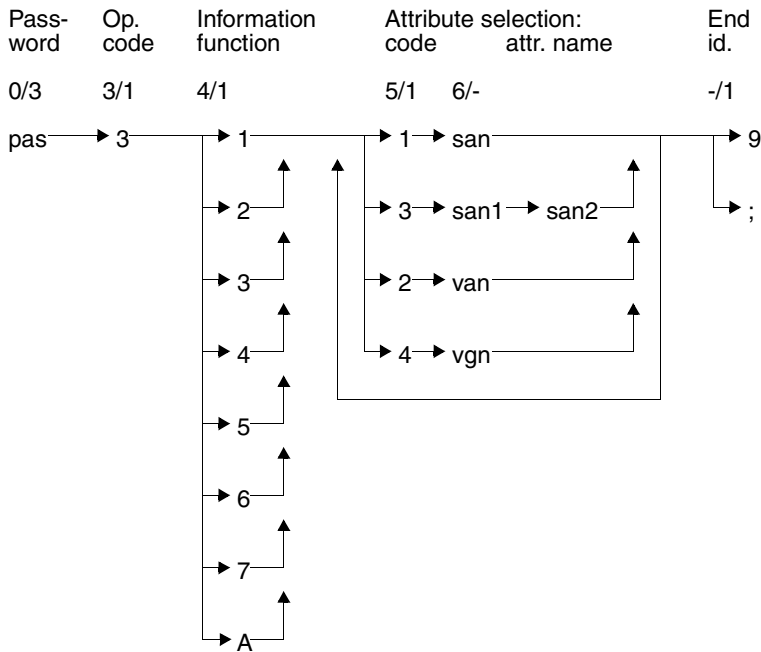 Pass- Op. Information Attribute selection: End
word code function code attr. name id.
0/3 3/1 4/1 5/1 6/- -/1
pas 3 1 1 san 9
2 3 san1 san2 ;
3 2 van
4 4 vgn
5
6
7
A